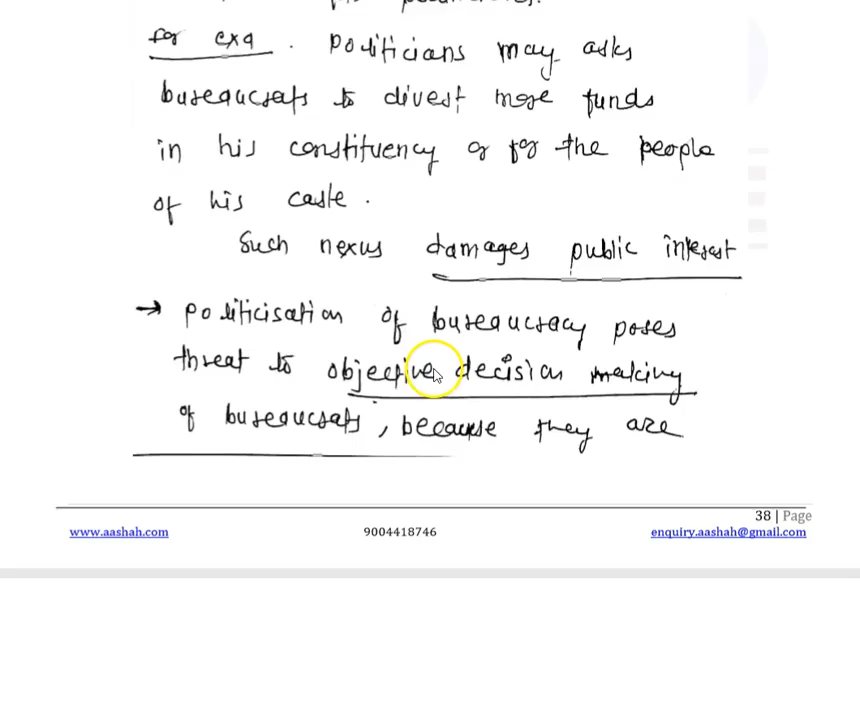 for exa. politicians may asks
bureaucrats to divest more funds
in his constituency or for the people
of his caste.
Such nexus damages public interest
→ politicisation of bureaucracy poses
threat to objective decision making
of bureaucrats, because they are
38 | Page
www.aashah.com 9004418746 enquiry.aashah@gmail.com